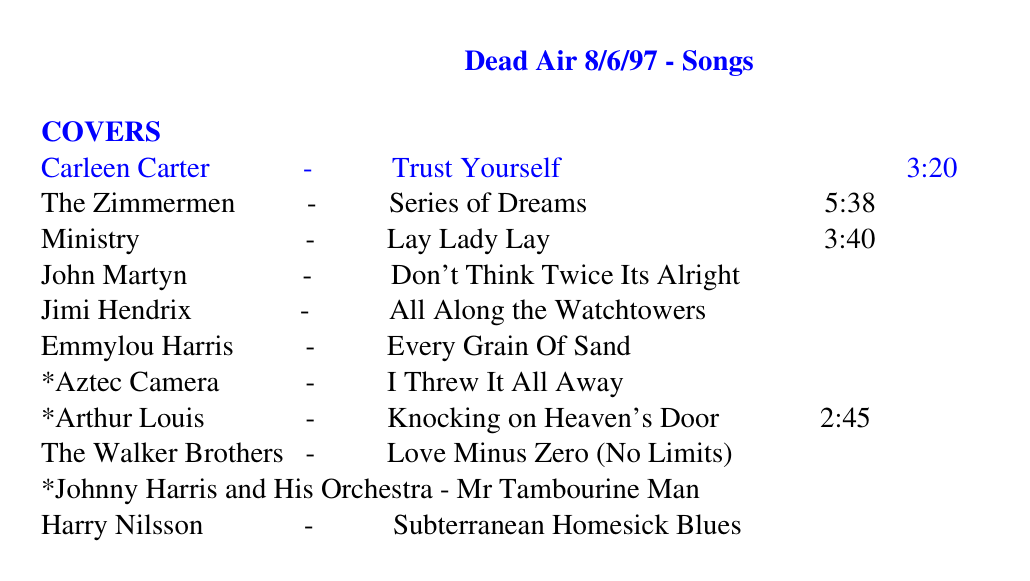 Dead Air 8/6/97 - Songs
COVERS
Carleen Carter - Trust Yourself 3:20
The Zimmermen - Series of Dreams 5:38
Ministry - Lay Lady Lay 3:40
John Martyn - Don’t Think Twice Its Alright
Jimi Hendrix - All Along the Watchtowers
Emmylou Harris - Every Grain Of Sand
*Aztec Camera - I Threw It All Away
*Arthur Louis - Knocking on Heaven’s Door 2:45
The Walker Brothers - Love Minus Zero (No Limits)
*Johnny Harris and His Orchestra - Mr Tambourine Man
Harry Nilsson - Subterranean Homesick Blues